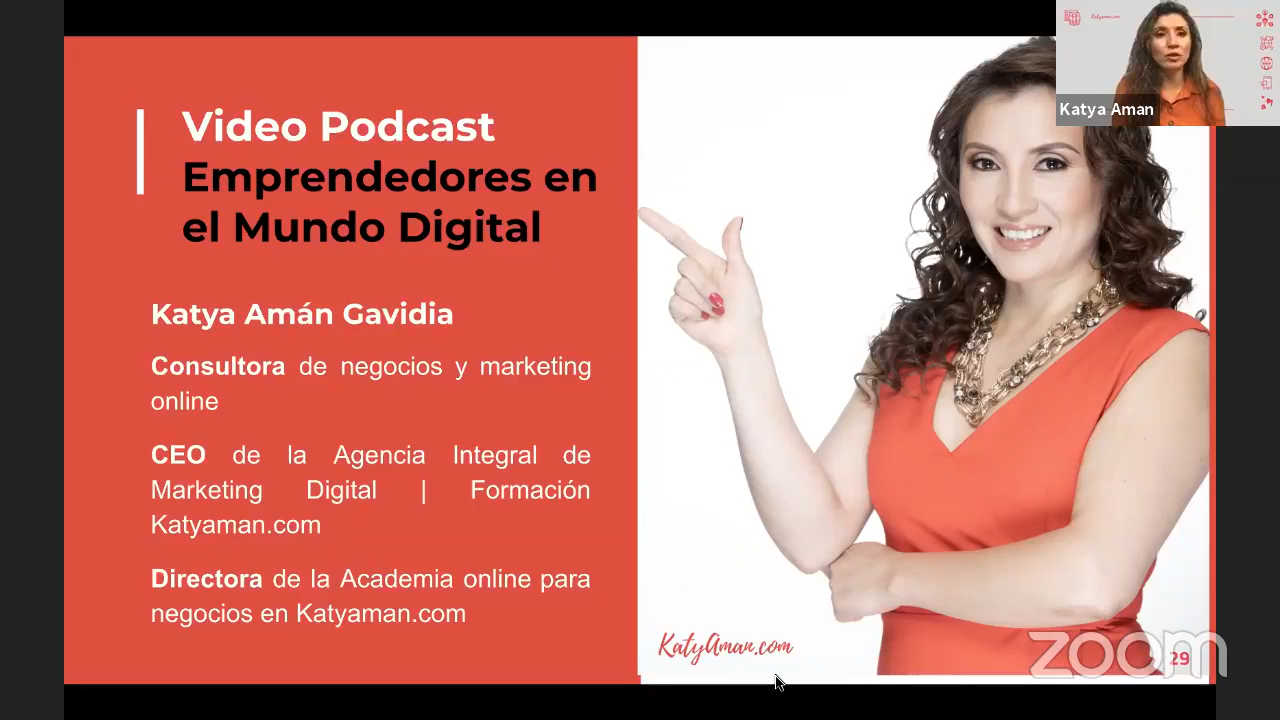 Video Podcast
Emprendedores en
el Mundo Digital
Katya Amán Gavidia
Consultora de negocios y marketing
online
CEO de la Agencia Integral de
Marketing Digital | Formación
Katyaman.com
Directora de la Academia online para
negocios en Katyaman.com
KatyAman.com
Katyaman.com
Katya Aman
zoom
29